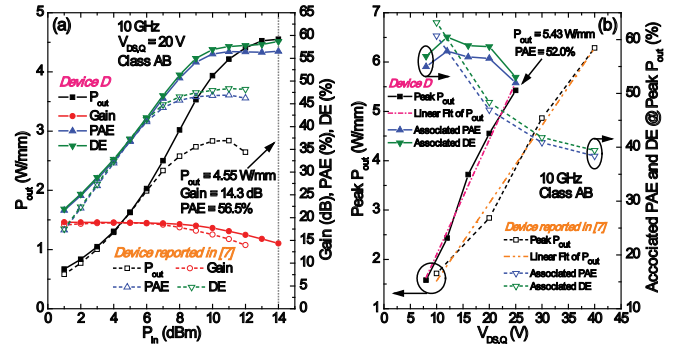 (a)
10 GHz
V_DS,Q = 20 V
Class AB
Device D
P_out
Gain
PAE
DE
P_out = 4.55 W/mm
Gain = 14.3 dB
PAE = 56.5%
Device reported in [7]
P_out
Gain
PAE
DE
P_out (W/mm)
0
1
2
3
4
5
P_in (dBm)
0 2 4 6 8 10 12 14
Gain (dB), PAE (%), DE (%)
0
5
10
15
20
25
30
35
40
45
50
55
60
65
(b)
P_out = 5.43 W/mm
PAE = 52.0%
Device D
Peak P_out
Linear Fit of P_out
Associated PAE
Associated DE
10 GHz
Class AB
Device reported in [7]
Peak P_out
Linear Fit of P_out
Associated PAE
Associated DE
Peak P_out (W/mm)
1
2
3
4
5
6
7
V_DS,Q (V)
0 5 10 15 20 25 30 35 40 45
Associated PAE and DE @Peak P_out (%)
10
20
30
40
50
60